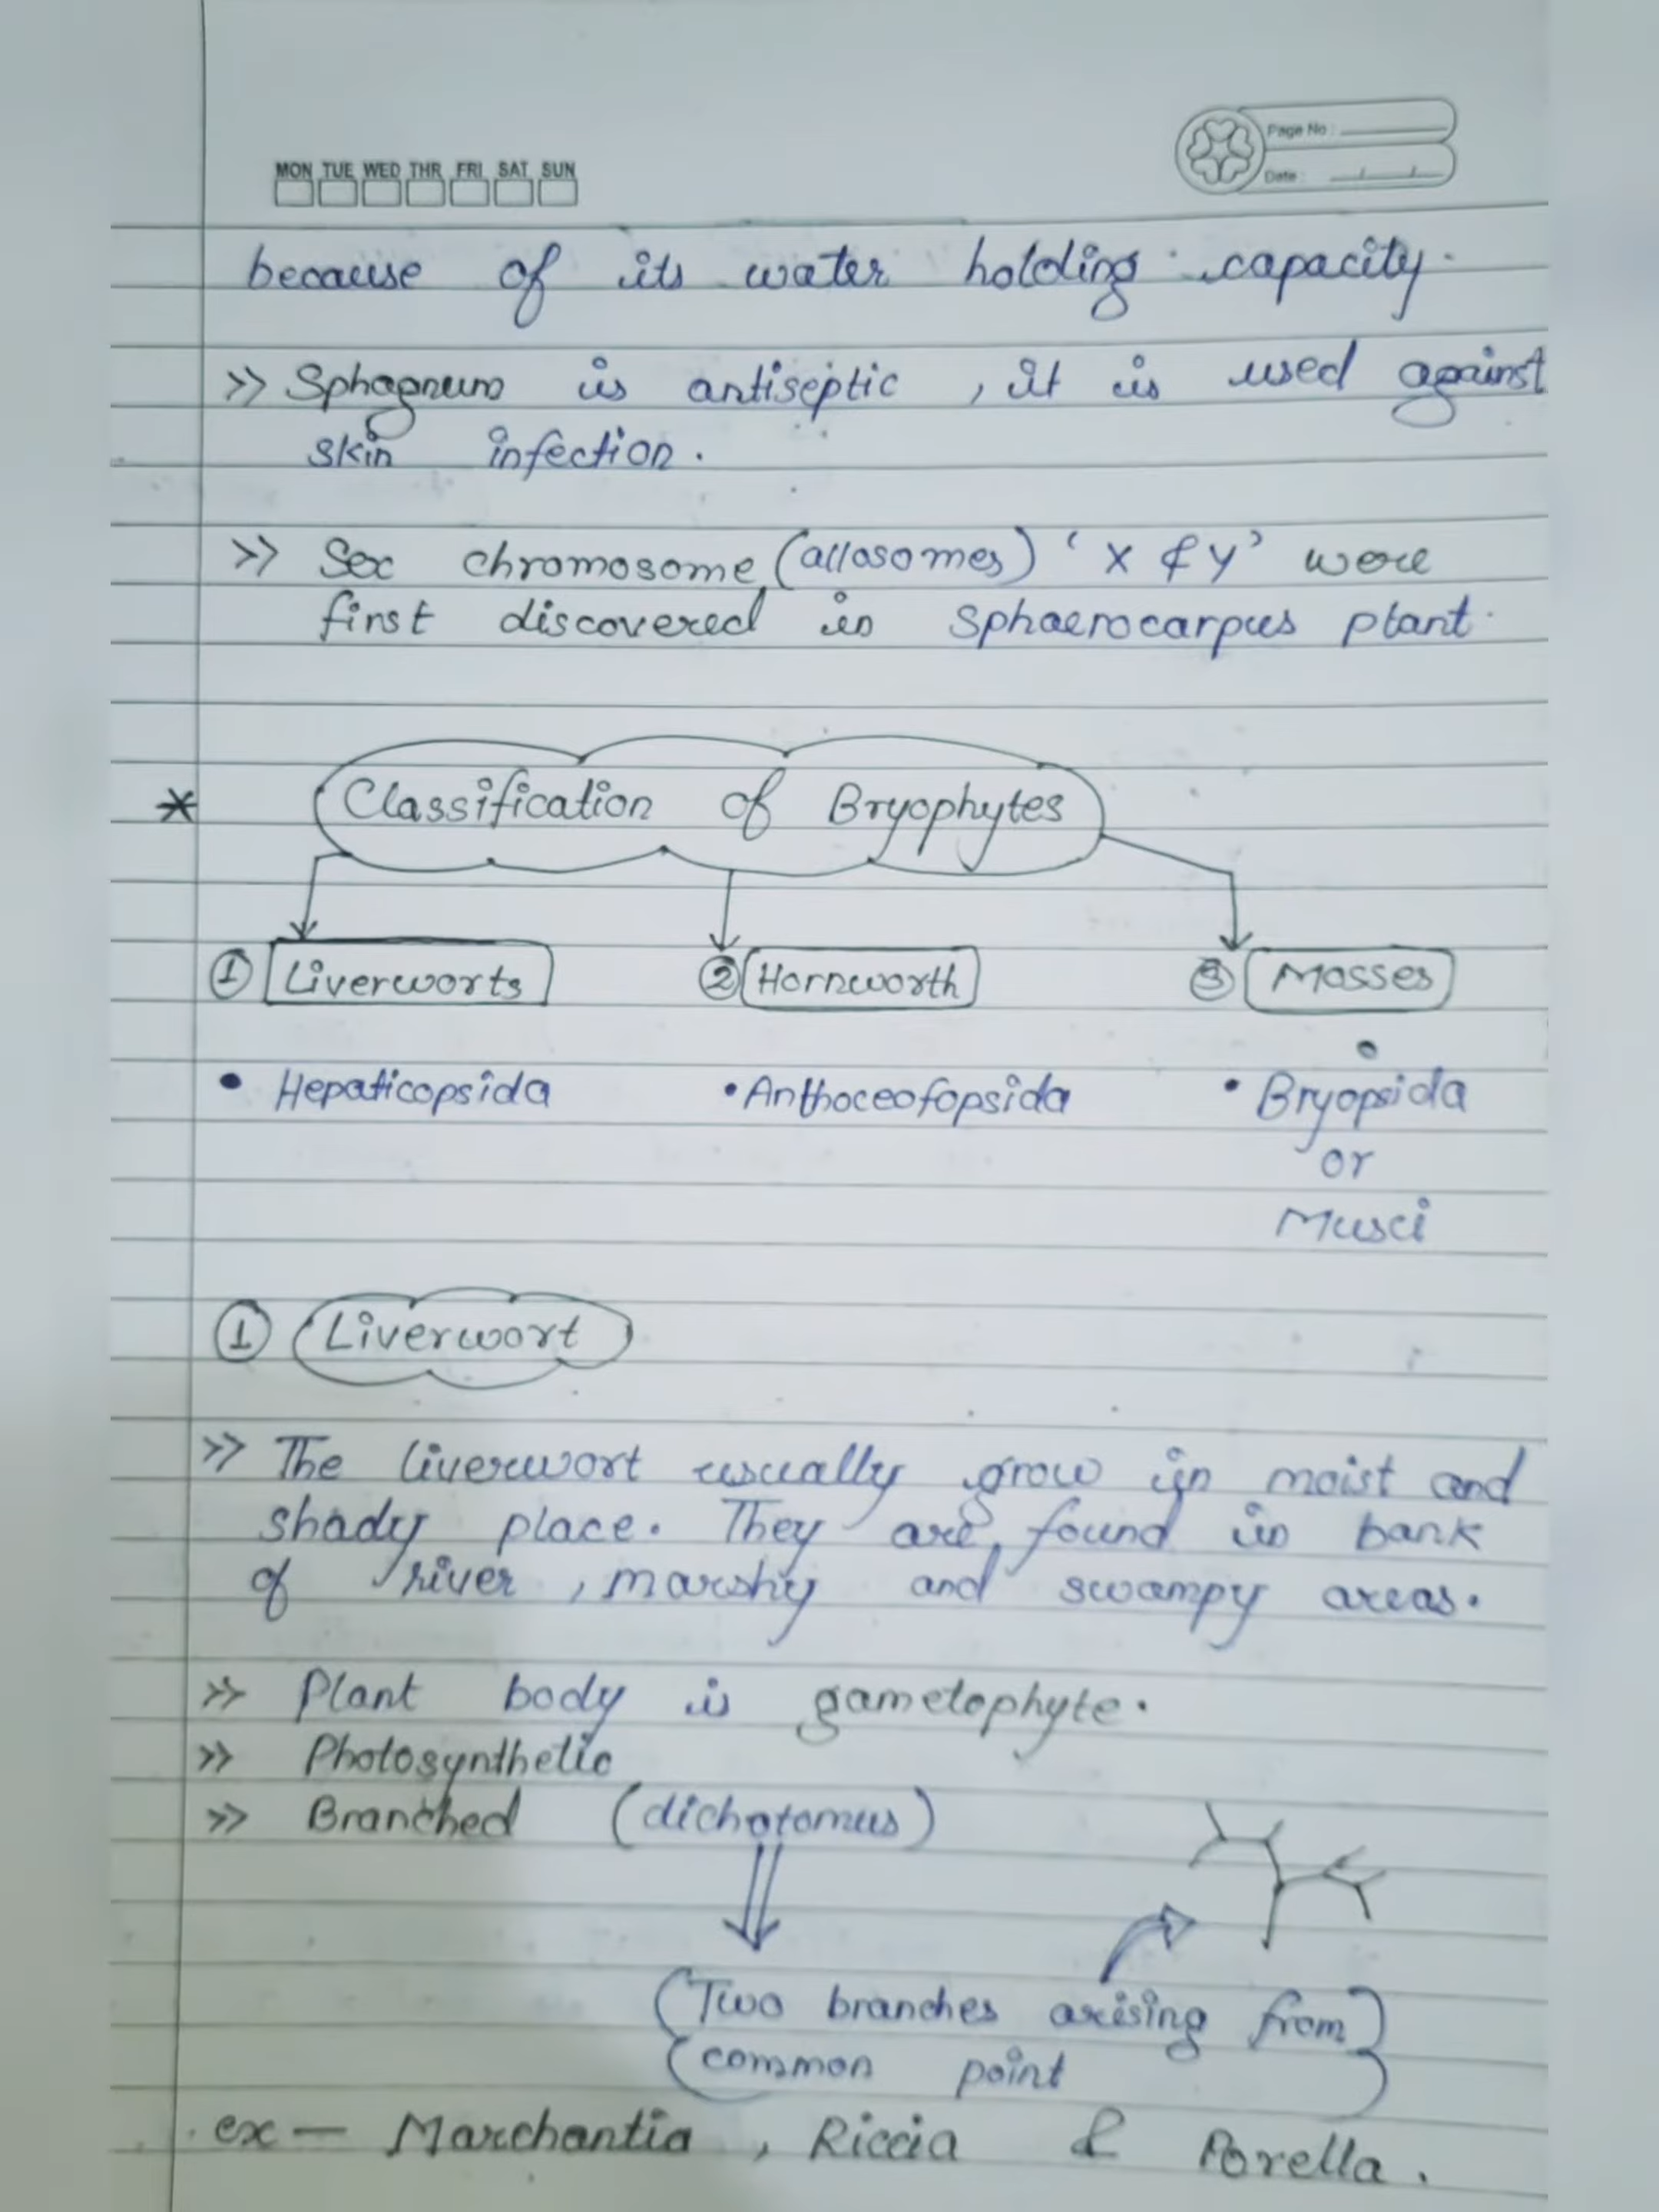 MON TUE WED THR FRI SAT SUN
Page No :
Date : / /
because of its water holding capacity.
>> Sphagnum is antiseptic , it is used against
skin infection .
>> Sex chromosome (allosomes) ' X & Y ' were
first discovered in Sphaerocarpus plant.
* Classification of Bryophytes
① Liverworts ② Hornworth ③ Mosses
• Hepaticopsida • Anthoceofopsida • Bryopsida
or
Musci
① Liverwort
>> The liverwort usually grow in moist and
shady place. They are found in bank
of river , marshy and swampy areas.
>> Plant body is gametophyte.
>> Photosynthetic
>> Branched (dichotomus)
(Two branches arising from
common point)
ex — Marchantia , Riccia & Porella .